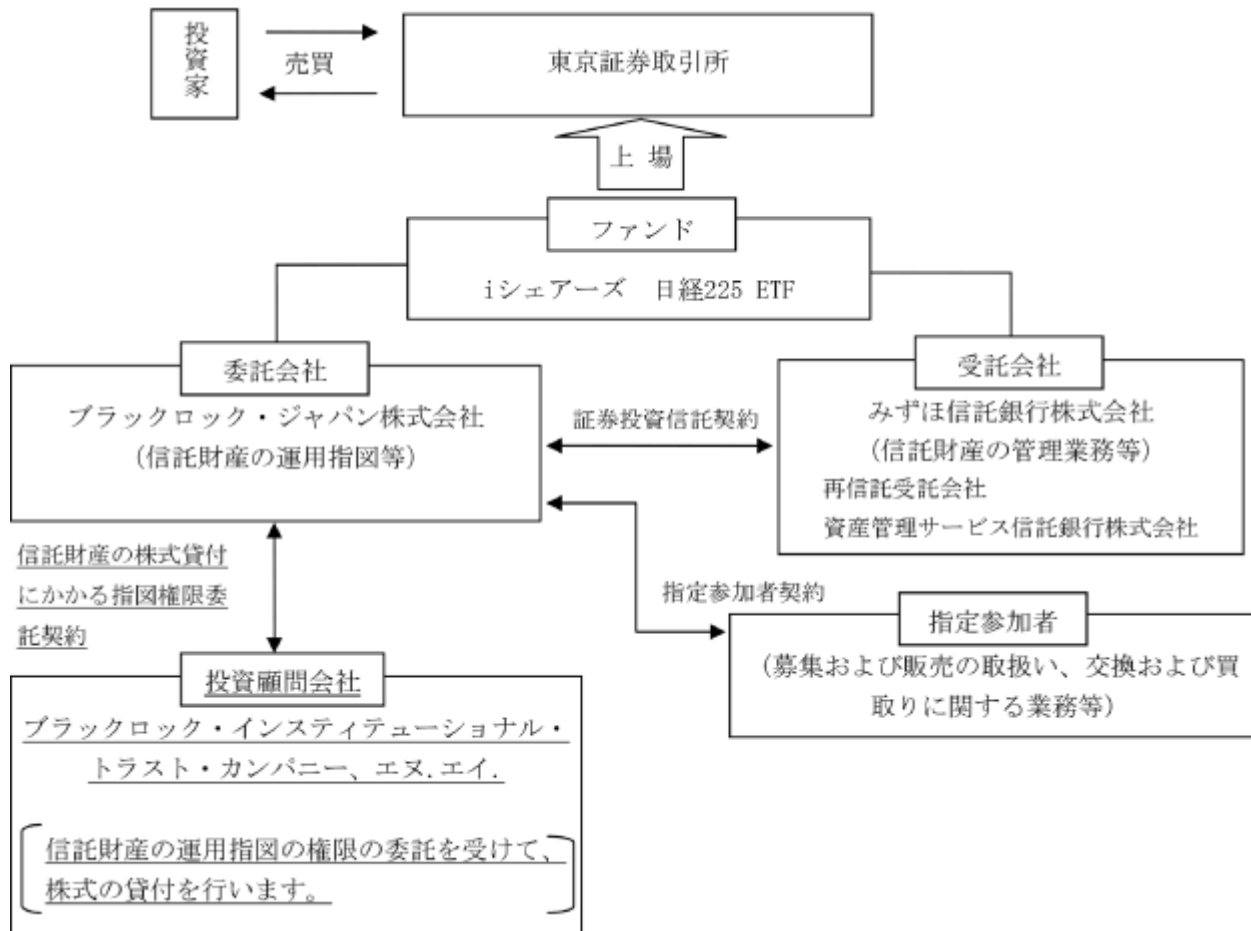 投資家
売買
東京証券取引所
上 場
ファンド
iシェアーズ 日経225 ETF
委託会社
ブラックロック・ジャパン株式会社
(信託財産の運用指図等)
証券投資信託契約
受託会社
みずほ信託銀行株式会社
(信託財産の管理業務等)
再信託受託会社
資産管理サービス信託銀行株式会社
信託財産の株式貸付
にかかる指図権限委
託契約
指定参加者契約
指定参加者
(募集および販売の取扱い、交換および買
取りに関する業務等)
投資顧問会社
ブラックロック・インスティテューショナル・
トラスト・カンパニー、エヌ.エイ.
信託財産の運用指図の権限の委託を受けて、
株式の貸付を行います。